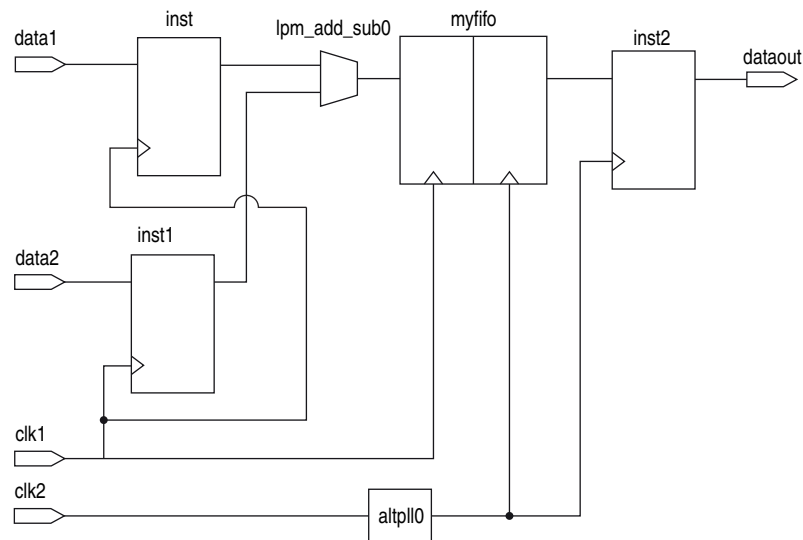 inst
lpm_add_sub0
myfifo
inst2
data1
dataout
inst1
data2
clk1
clk2
altpll0